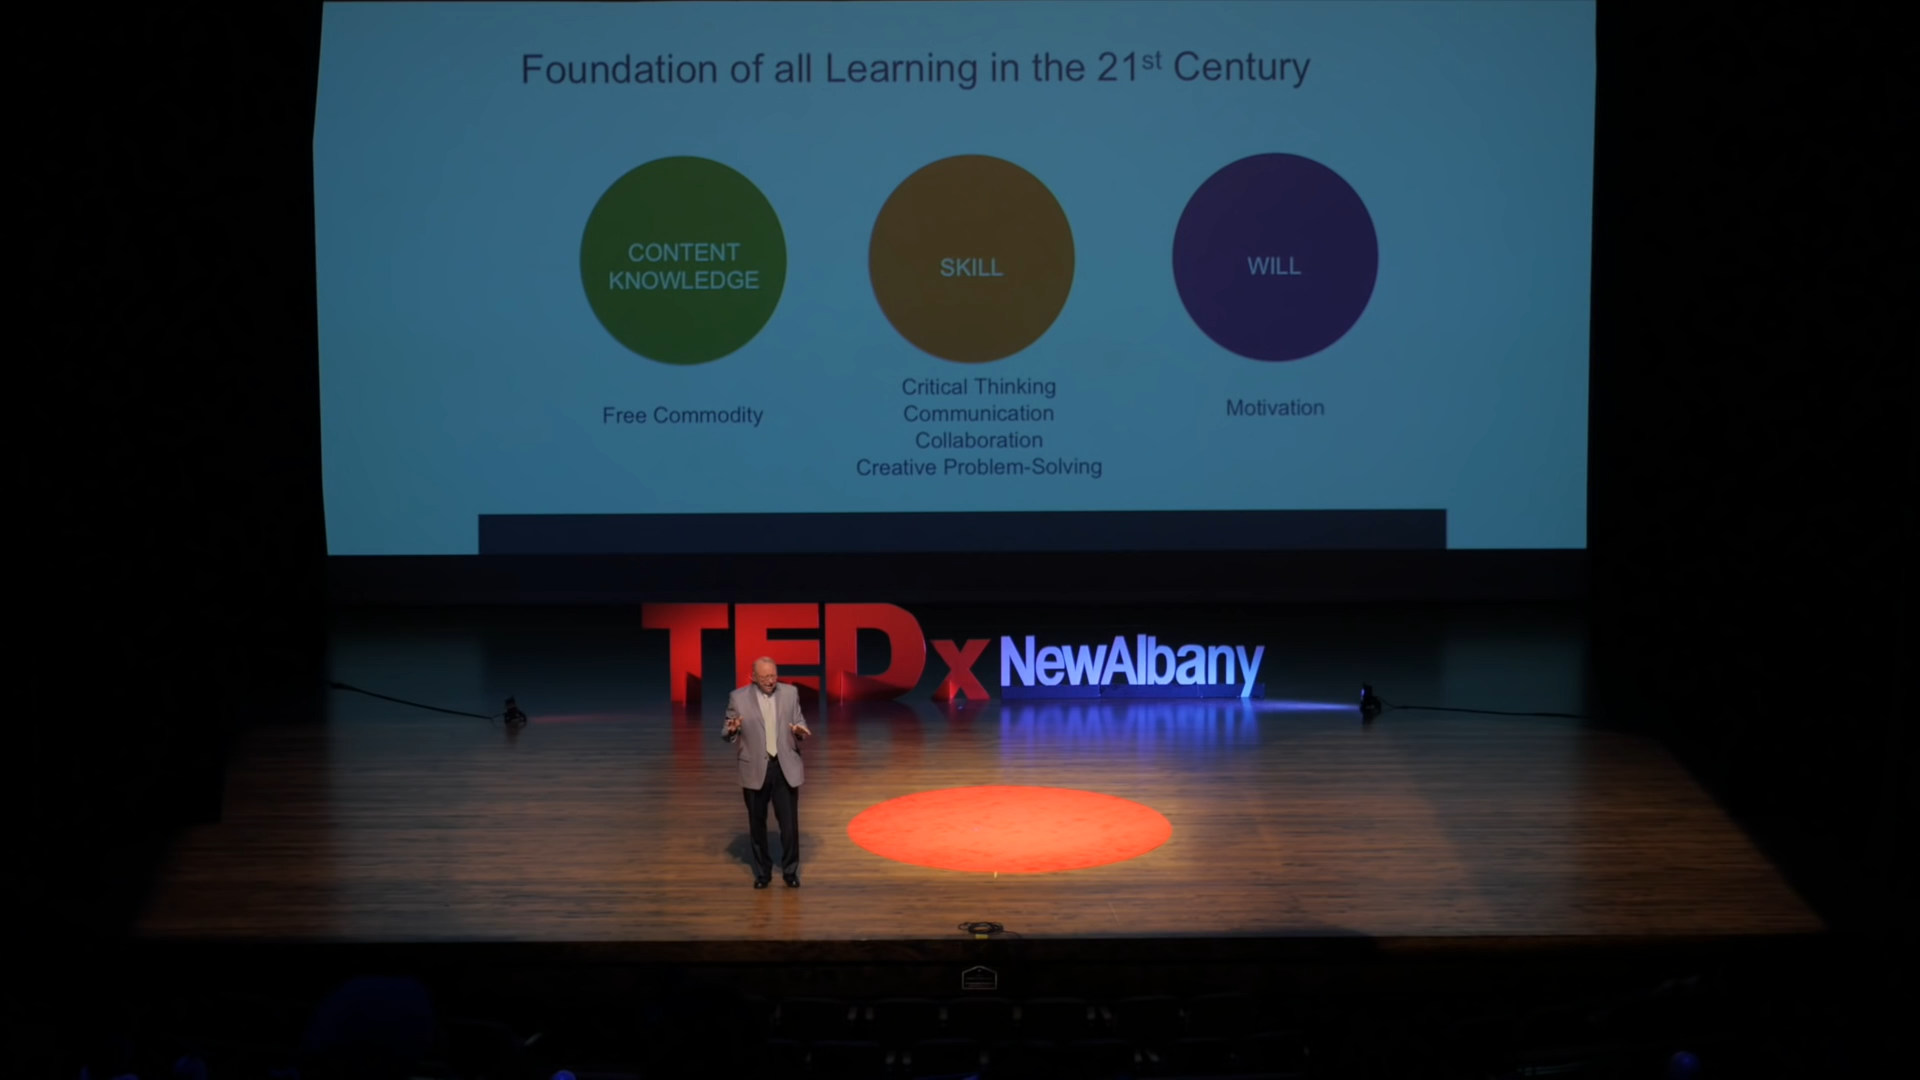 Foundation of all Learning in the 21st Century
CONTENT
KNOWLEDGE
SKILL
WILL
Free Commodity
Critical Thinking
Communication
Collaboration
Creative Problem-Solving
Motivation
TEDx NewAlbany